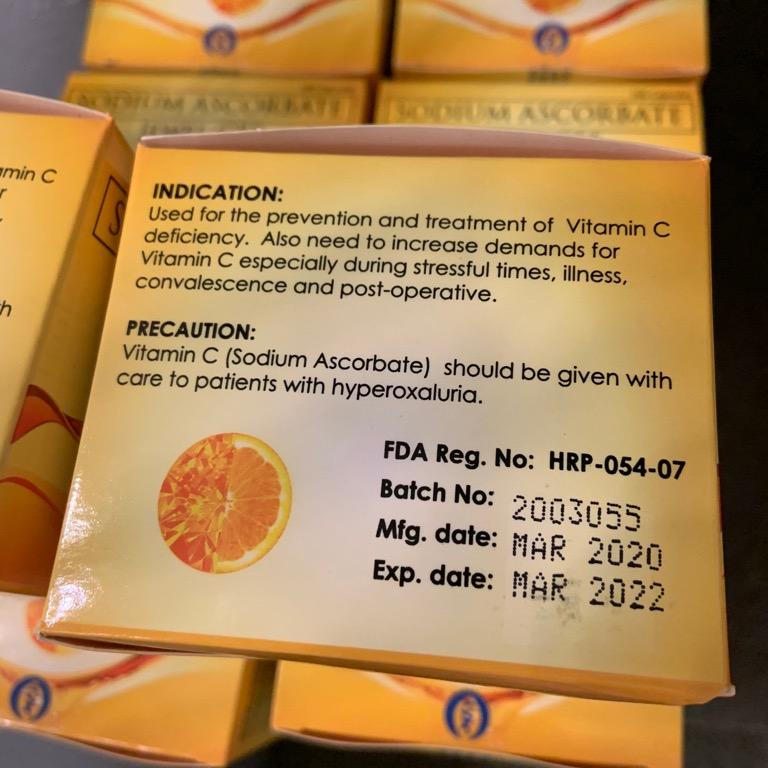 SODIUM ASCORBATE
SODIUM ASCORBATE
min C
INDICATION:
Used for the prevention and treatment of Vitamin C
deficiency. Also need to increase demands for
Vitamin C especially during stressful times, illness,
convalescence and post-operative.
PRECAUTION:
Vitamin C (Sodium Ascorbate) should be given with
care to patients with hyperoxaluria.
FDA Reg. No: HRP-054-07
Batch No: 2003055
Mfg. date: MAR 2020
Exp. date: MAR 2022